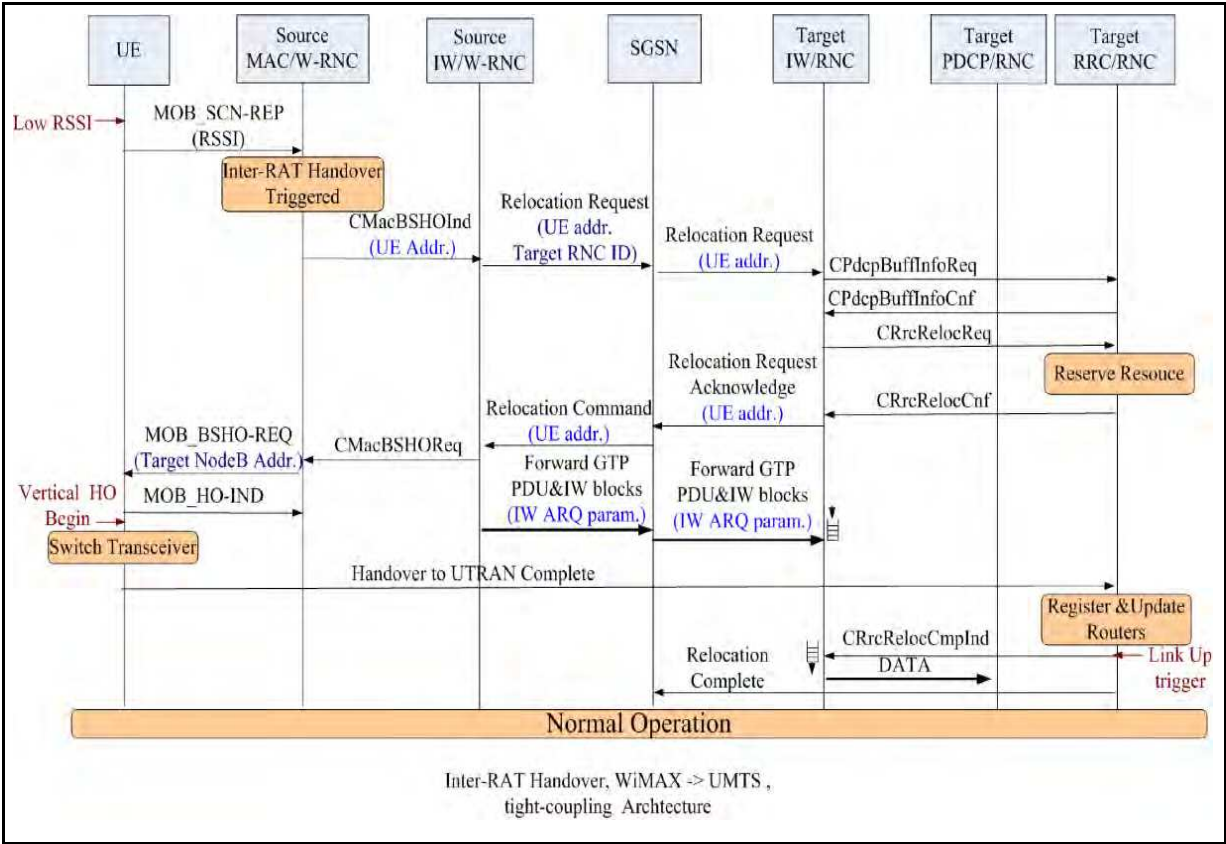 UE
Source
MAC/W-RNC
Source
IW/W-RNC
SGSN
Target
IW/RNC
Target
PDCP/RNC
Target
RRC/RNC
Low RSSI
MOB_SCN-REP
(RSSI)
Inter-RAT Handover
Triggered
CMacBSHOInd
(UE Addr.)
Relocation Request
(UE addr.
Target RNC ID)
Relocation Request
(UE addr.)
CPdcpBuffInfoReq
CPdcpBuffInfoCnf
CRrcRelocReq
Reserve Resouce
Relocation Request
Acknowledge
(UE addr.)
CRrcRelocCnf
Relocation Command
(UE addr.)
CMacBSHOReq
MOB_BSHO-REQ
(Target NodeB Addr.)
Forward GTP
PDU&IW blocks
(IW ARQ param.)
Forward GTP
PDU&IW blocks
(IW ARQ param.)
Vertical HO
Begin
MOB_HO-IND
Switch Transceiver
Handover to UTRAN Complete
Register &Update
Routers
CRrcRelocCmpInd
DATA
Link Up
trigger
Relocation
Complete
Normal Operation
Inter-RAT Handover, WiMAX -> UMTS ,
tight-coupling Archtecture